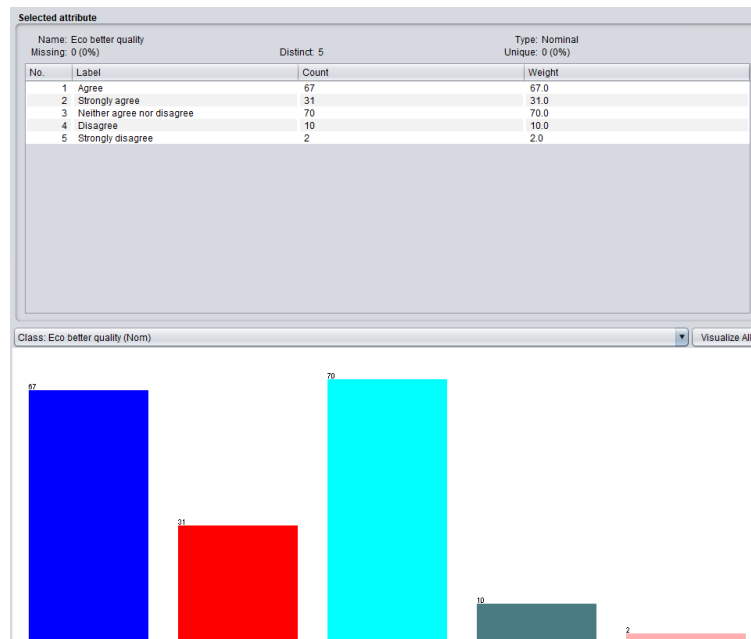 Selected attribute
Name: Eco better quality Type: Nominal
Missing: 0 (0%) Distinct: 5 Unique: 0 (0%)
No. Label Count Weight
1 Agree 67 67.0
2 Strongly agree 31 31.0
3 Neither agree nor disagree 70 70.0
4 Disagree 10 10.0
5 Strongly disagree 2 2.0
Class: Eco better quality (Nom) Visualize All
67
31
70
10
2